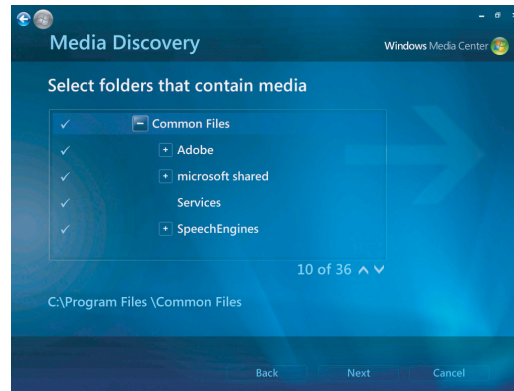 Media Discovery
Windows Media Center
Select folders that contain media
Common Files
Adobe
microsoft shared
Services
SpeechEngines
10 of 36
C:\Program Files \Common Files
Back Next Cancel